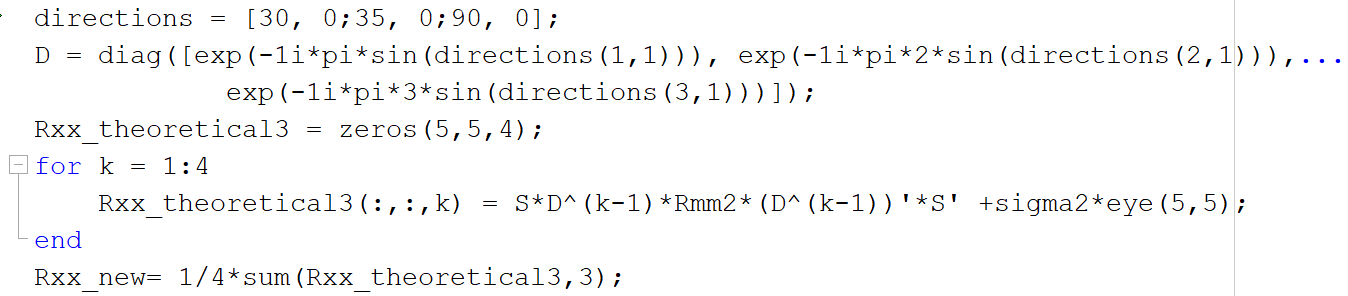 directions = [30, 0;35, 0;90, 0];
D = diag([exp(-1i*pi*sin(directions(1,1))), exp(-1i*pi*2*sin(directions(2,1))),...
exp(-1i*pi*3*sin(directions(3,1)))]);
Rxx_theoretical3 = zeros(5,5,4);
for k = 1:4
Rxx_theoretical3(:,:,k) = S*D^(k-1)*Rmm2*(D^(k-1))'*S' +sigma2*eye(5,5);
end
Rxx_new= 1/4*sum(Rxx_theoretical3,3);